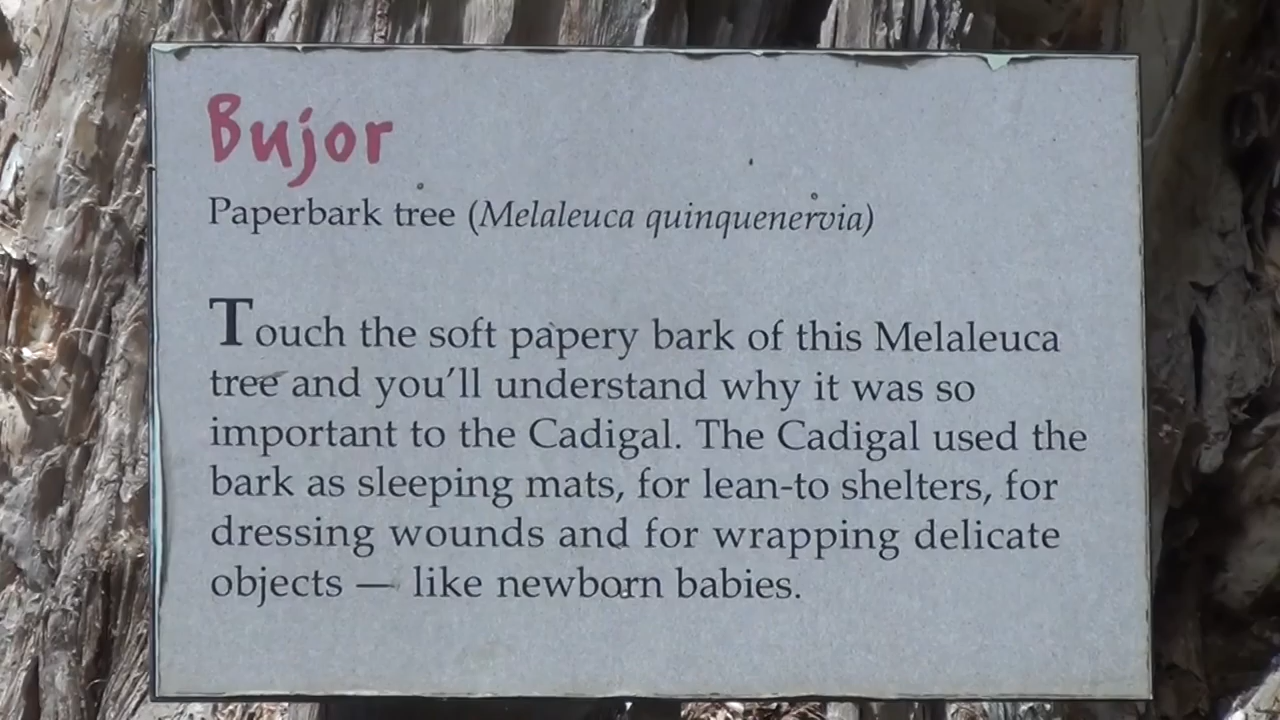 Bujor
Paperbark tree (Melaleuca quinquenervia)
Touch the soft papery bark of this Melaleuca
tree and you'll understand why it was so
important to the Cadigal. The Cadigal used the
bark as sleeping mats, for lean-to shelters, for
dressing wounds and for wrapping delicate
objects — like newborn babies.